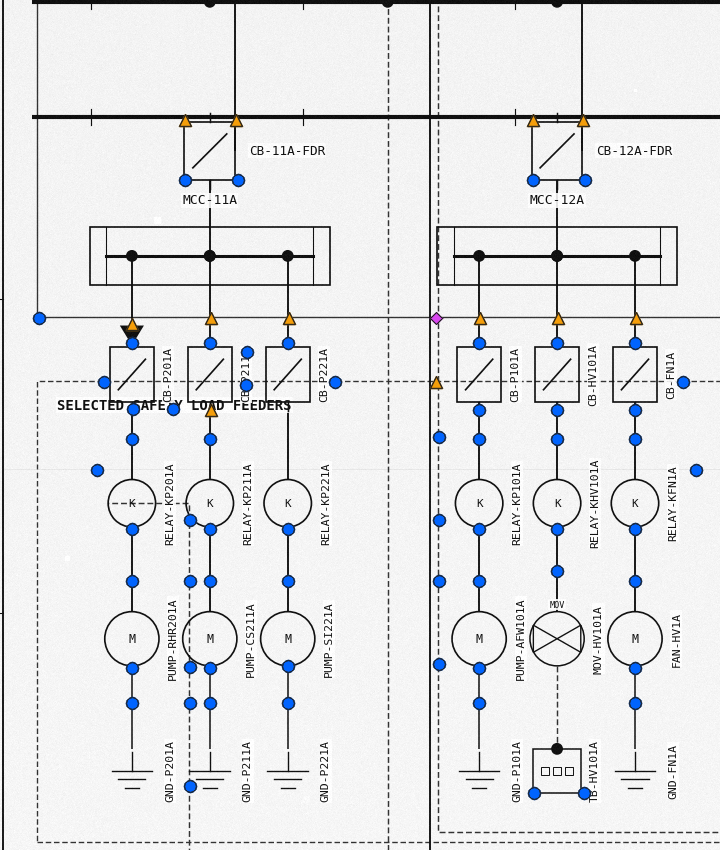 CB-11A-FDR
CB-12A-FDR
MCC-11A
MCC-12A
CB-P201A
CB-P211
CB-P221A
CB-P101A
CB-HV101A
CB-FN1A
SELECTED SAFETY LOAD FEEDERS
K
RELAY-KP201A
K
RELAY-KP211A
RELAY-KP221A
K
RELAY-KP101A
K
RELAY-KHV101A
K
RELAY-KFN1A
M
PUMP-RHR201A
M
PUMP-CS211A
M
PUMP-SI221A
M
PUMP-AFW101A
MOV
MOV-HV101A
M
FAN-HV1A
GND-P201A
GND-P211A
GND-P221A
GND-P101A
TB-HV101A
GND-FN1A